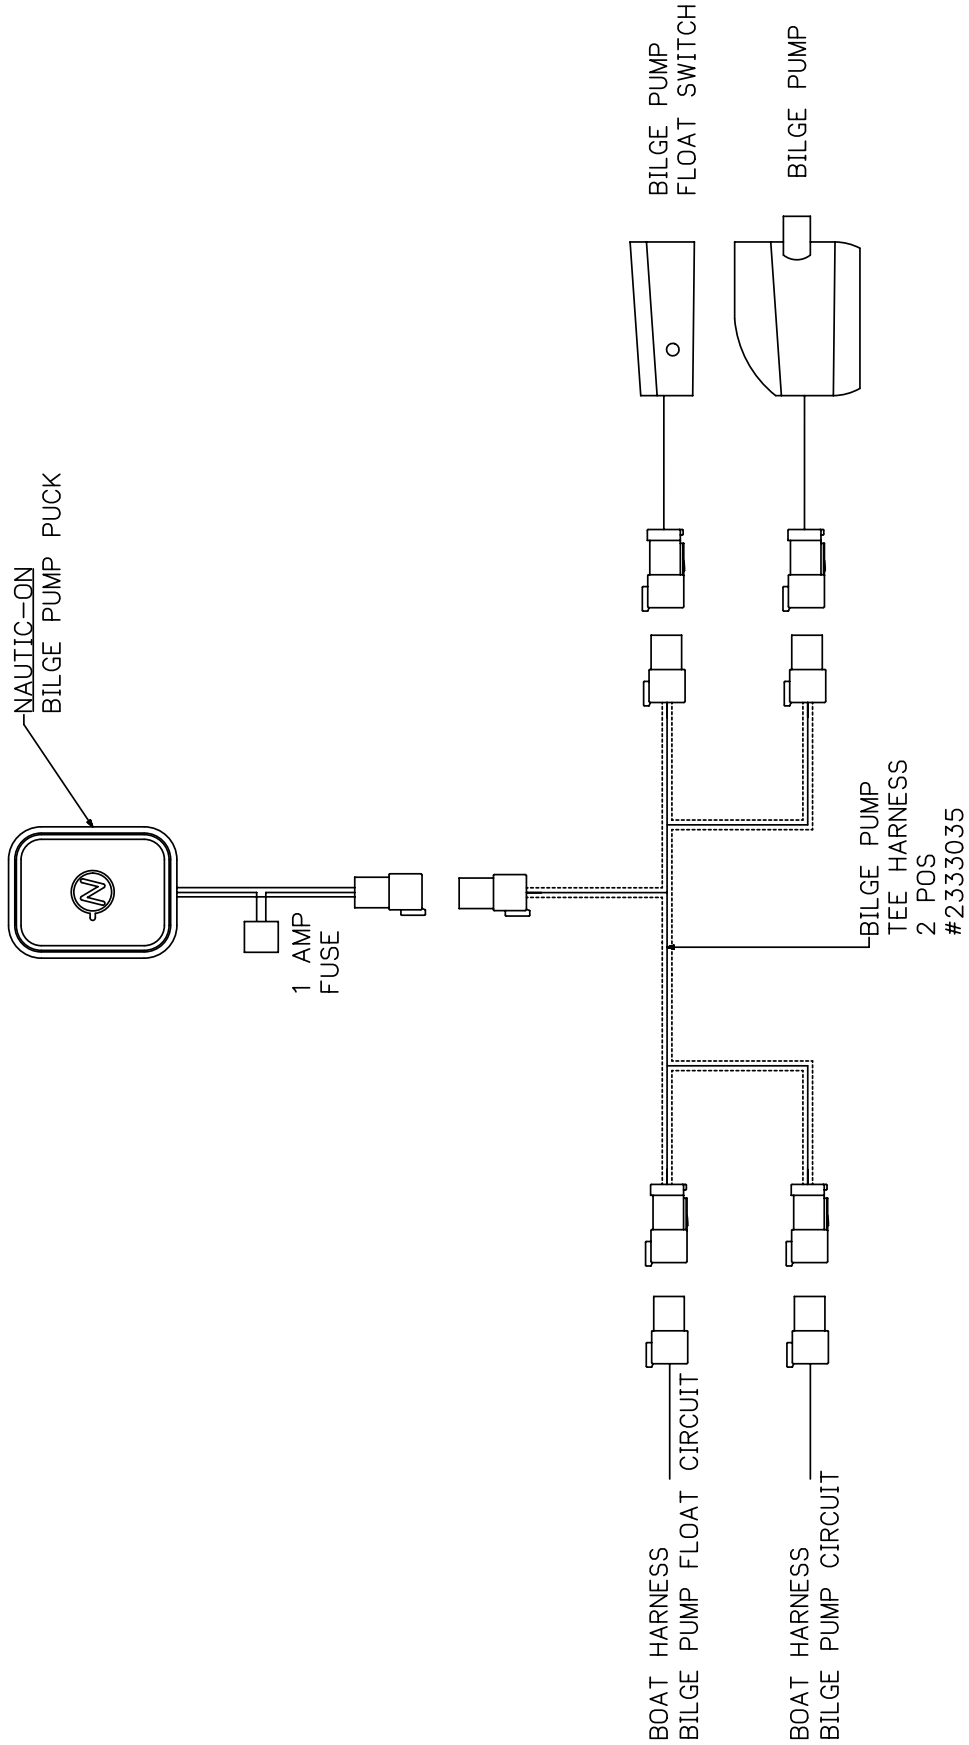 NAUTIC-ON
BILGE PUMP PUCK
1 AMP
FUSE
BILGE PUMP
FLOAT SWITCH
BILGE PUMP
BILGE PUMP
TEE HARNESS
2 POS
#2333035
BOAT HARNESS
BILGE PUMP FLOAT CIRCUIT
BOAT HARNESS
BILGE PUMP CIRCUIT
N